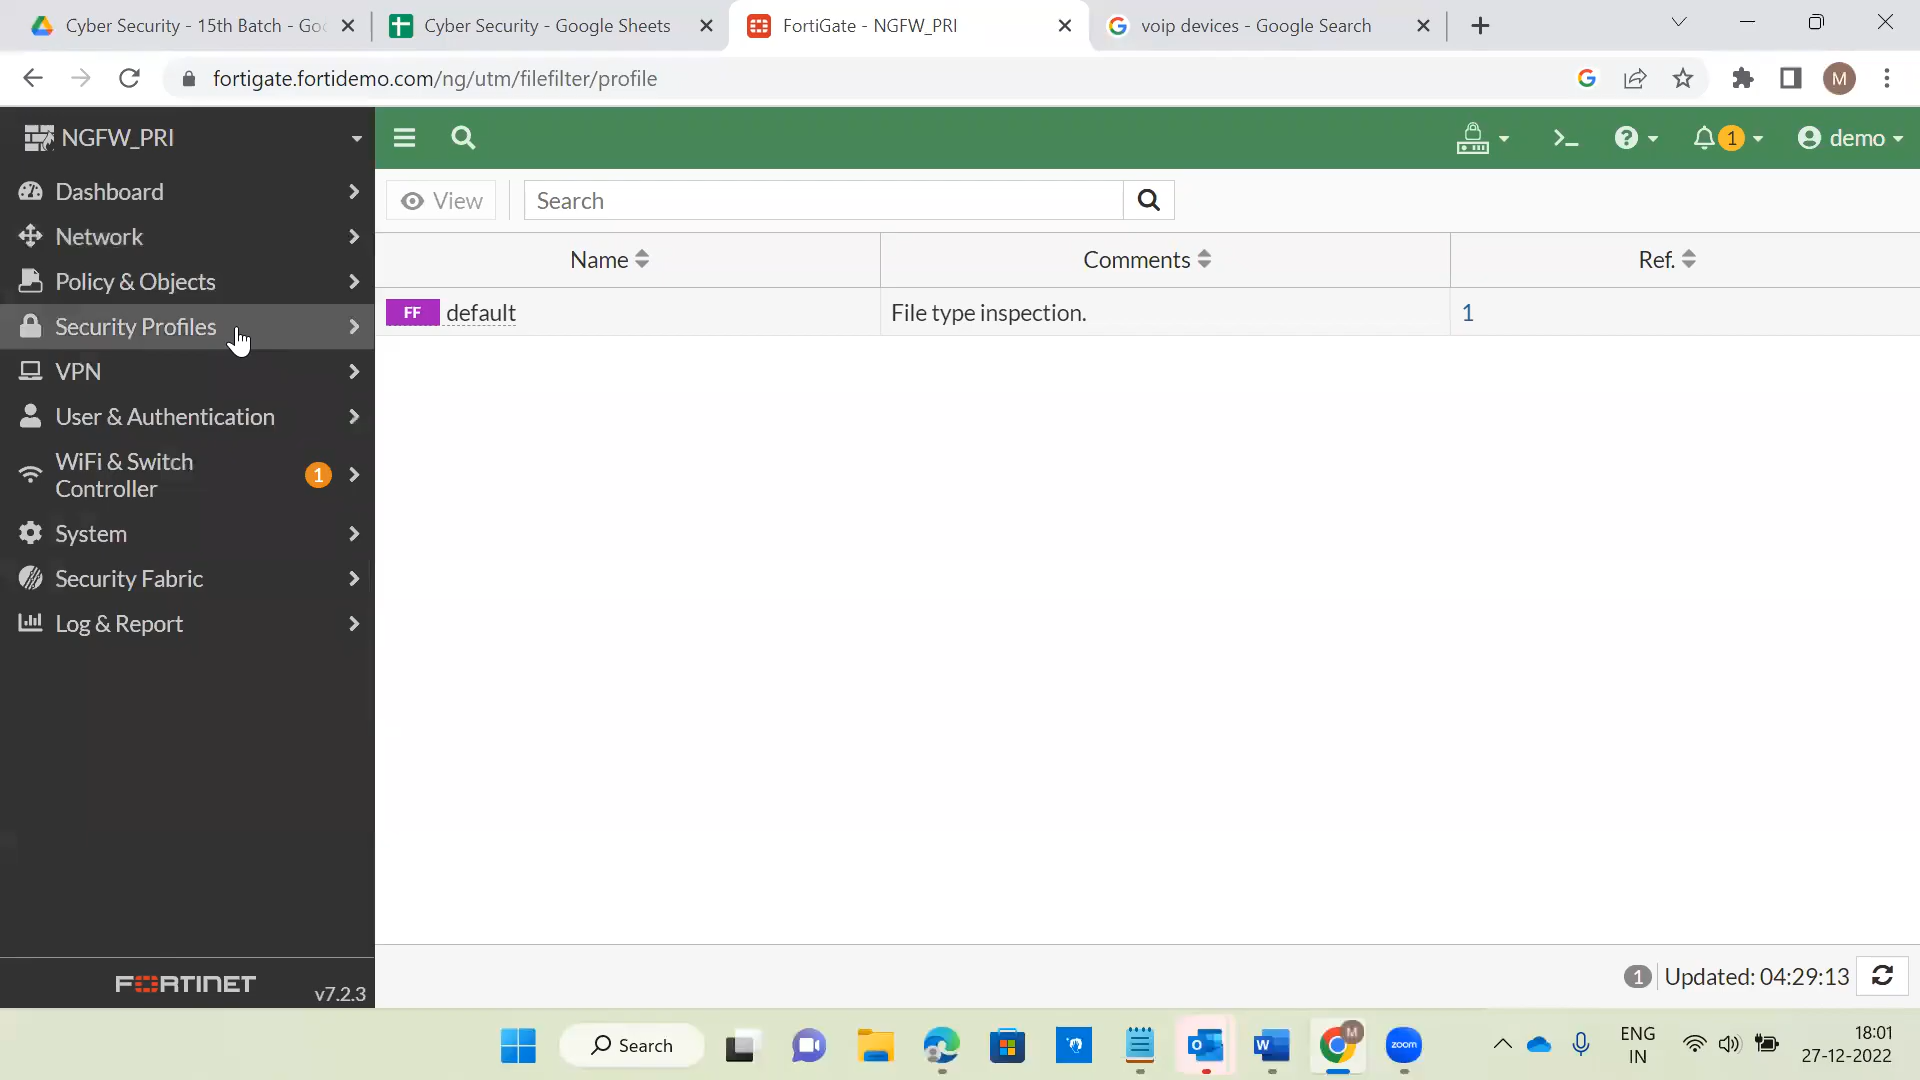 Cyber Security - 15th Batch - Goo
Cyber Security - Google Sheets
FortiGate - NGFW_PRI
voip devices - Google Search
fortigate.fortidemo.com/ng/utm/filefilter/profile
M
NGFW_PRI
1
demo
Dashboard
Network
Policy & Objects
Security Profiles
VPN
User & Authentication
WiFi & Switch
Controller
1
System
Security Fabric
Log & Report
View
Search
Name
Comments
Ref.
FF
default
File type inspection.
1
FORTINET
v7.2.3
1
Updated: 04:29:13
Search
M
zoom
ENG
IN
18:01
27-12-2022